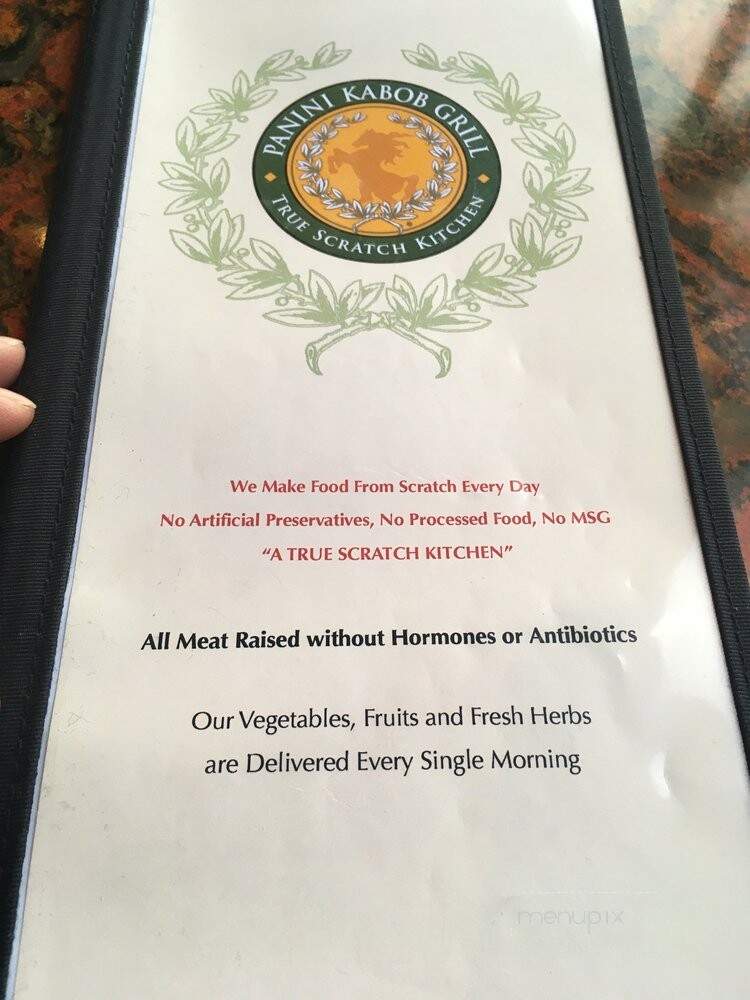 PANINI KABOB GRILL
TRUE SCRATCH KITCHEN
We Make Food From Scratch Every Day
No Artificial Preservatives, No Processed Food, No MSG
“A TRUE SCRATCH KITCHEN”
All Meat Raised without Hormones or Antibiotics
Our Vegetables, Fruits and Fresh Herbs
are Delivered Every Single Morning
menupix